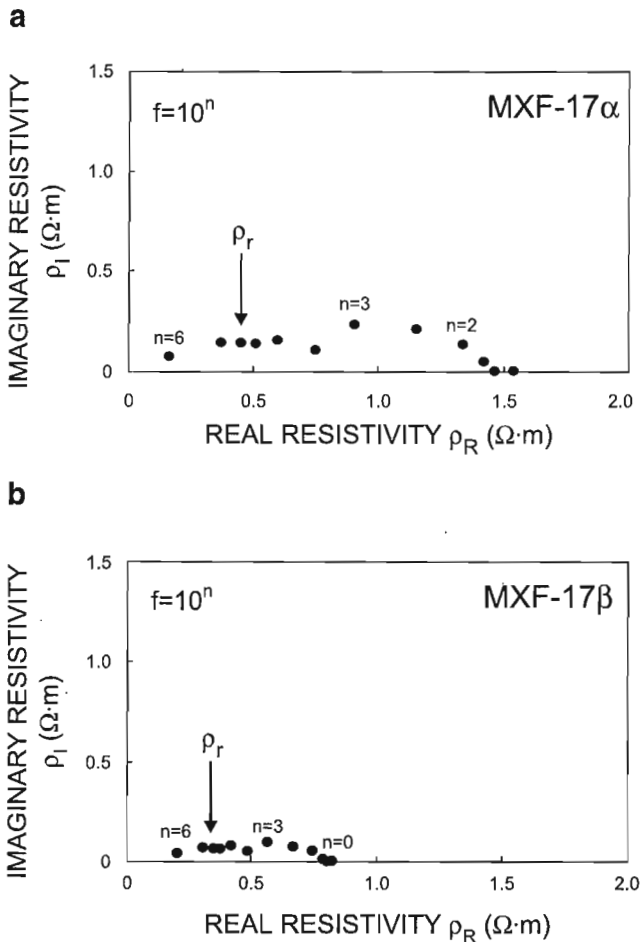 a
1.5
f=10ⁿ
MXF-17α
1.0
IMAGINARY RESISTIVITY
ρI (Ω·m)
ρr
0.5
n=6
n=3
n=2
0
0
0.5
1.0
1.5
2.0
REAL RESISTIVITY ρR (Ω·m)
b
1.5
f=10ⁿ
MXF-17β
1.0
IMAGINARY RESISTIVITY
ρI (Ω·m)
ρr
0.5
n=6
n=3
n=0
0
0
0.5
1.0
1.5
2.0
REAL RESISTIVITY ρR (Ω·m)